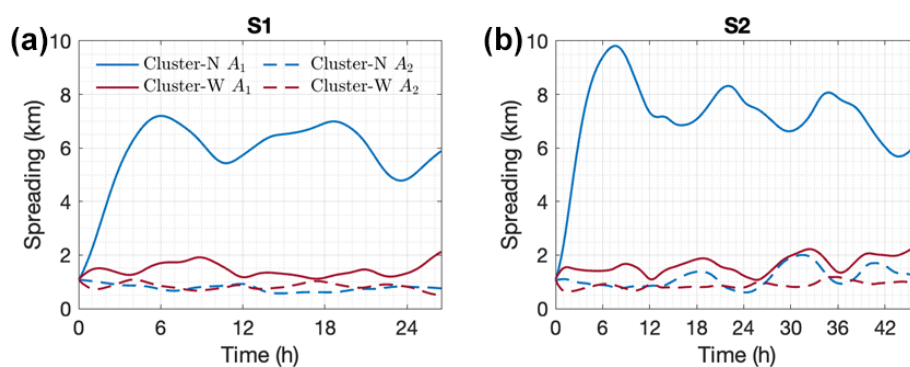 (a)
S1
Spreading (km)
10
8
6
4
2
0
Cluster-N A₁
Cluster-N A₂
Cluster-W A₁
Cluster-W A₂
0 6 12 18 24
Time (h)
(b)
S2
Spreading (km)
10
8
6
4
2
0
0 6 12 18 24 30 36 42
Time (h)